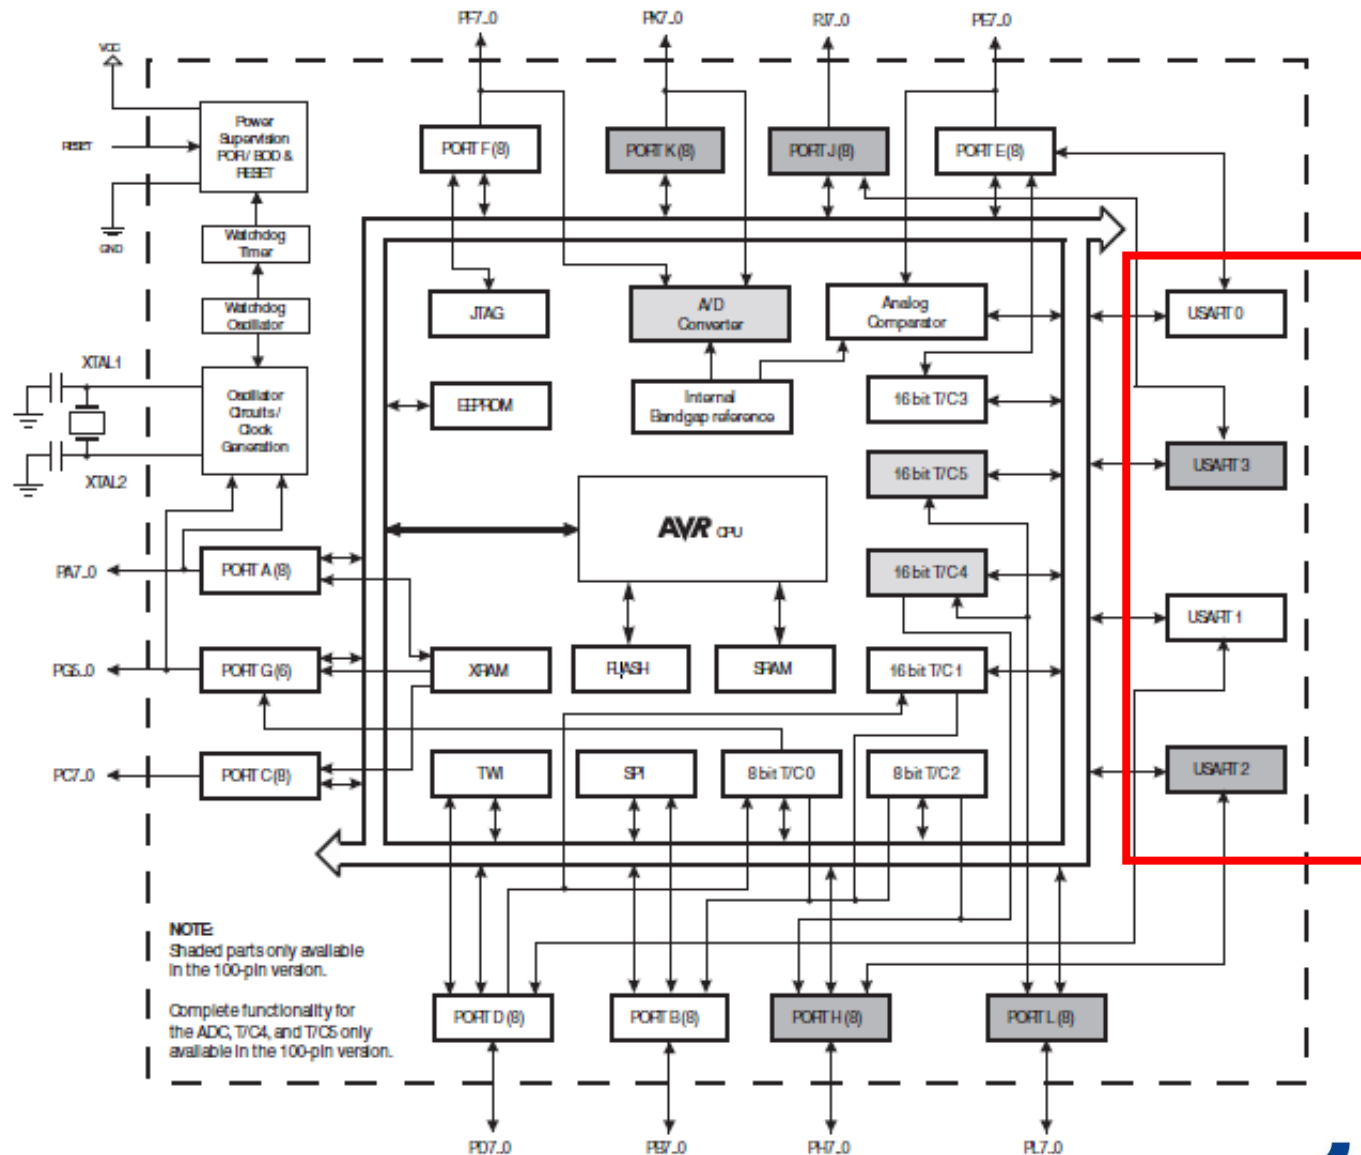 PF7..0
PK7..0
PJ7..0
PE7..0
VCC
RESET
GND
Power
Supervision
POR/ BOD &
RESET
Watchdog
Timer
Watchdog
Oscillator
XTAL1
XTAL2
Oscillator
Circuits /
Clock
Generation
PORT F (8)
PORT K (8)
PORT J (8)
PORT E (8)
JTAG
A/D
Converter
Analog
Comparator
USART 0
EEPROM
Internal
Bandgap reference
16 bit T/C3
16 bit T/C5
USART 3
AVR CPU
16 bit T/C4
PA7..0
PORT A (8)
USART 1
PG5..0
PORT G (6)
XRAM
FLASH
SRAM
16 bit T/C1
PC7..0
PORT C (8)
TWI
SPI
8 bit T/C0
8 bit T/C2
USART 2
NOTE:
Shaded parts only available
in the 100-pin version.
Complete functionality for
the ADC, T/C4, and T/C5 only
available in the 100-pin version.
PORT D (8)
PORT B (8)
PORT H (8)
PORT L (8)
PD7..0
PB7..0
PH7..0
PL7..0